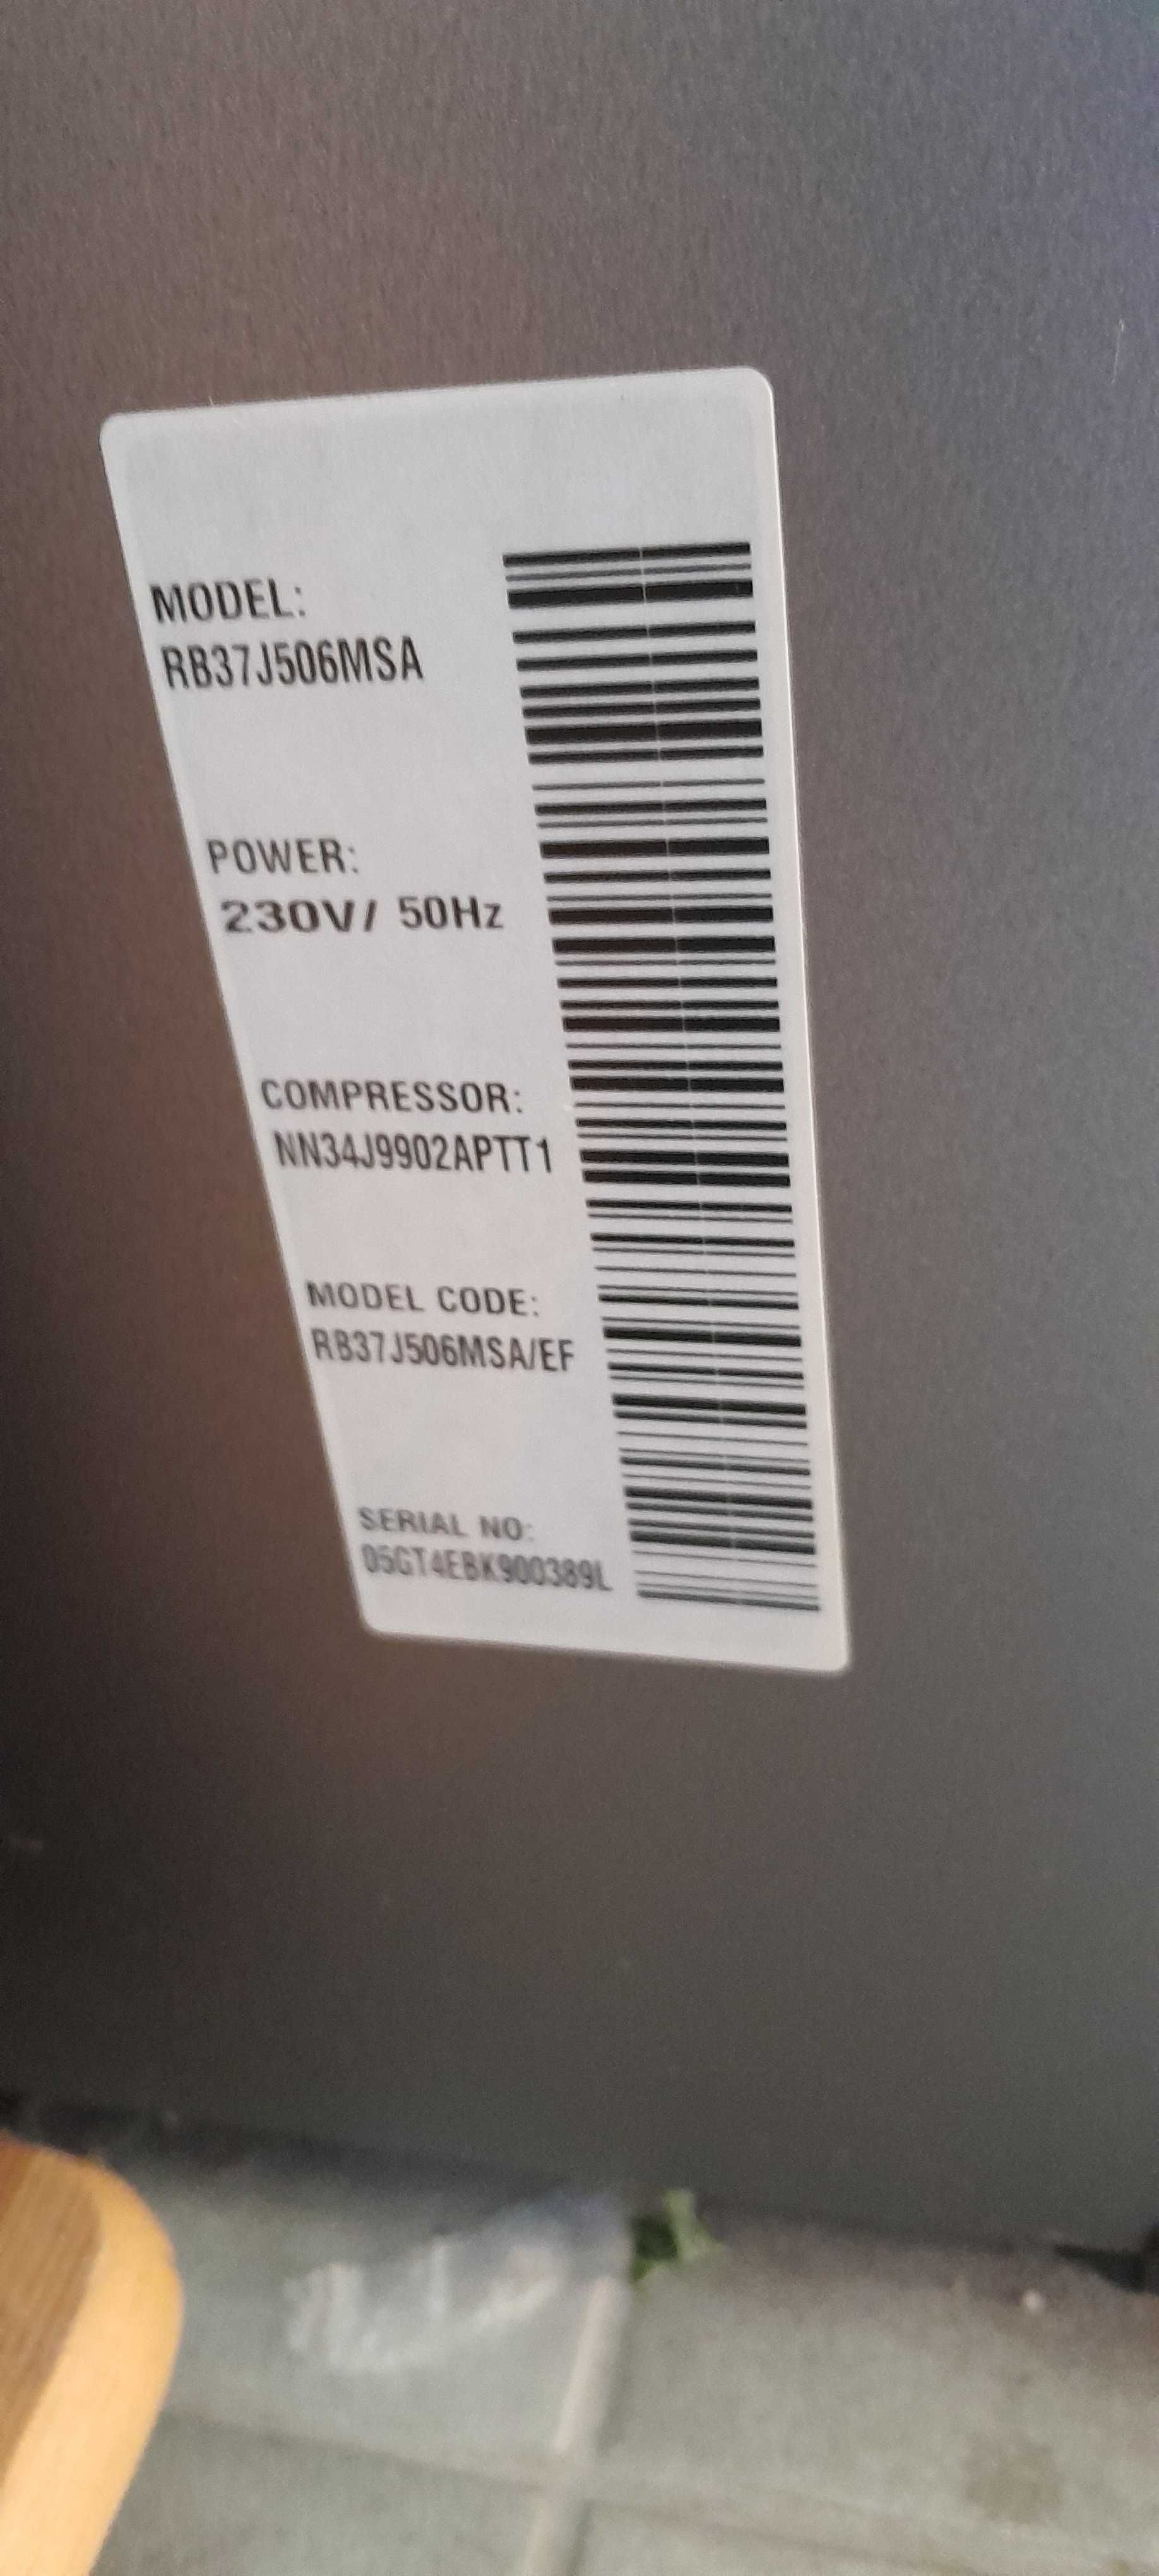 MODEL:
RB37J506MSA
POWER:
230V/ 50Hz
COMPRESSOR:
NN34J9902APTT1
MODEL CODE:
RB37J506MSA/EF
SERIAL NO:
05GT4EBK900389L